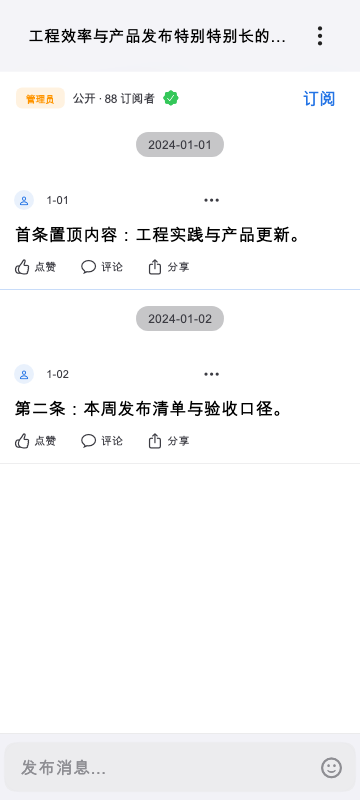 工程效率与产品发布特别特别长的...
管理员 公开 · 88 订阅者 订阅
2024-01-01
1-01
首条置顶内容：工程实践与产品更新。
点赞 评论 分享
2024-01-02
1-02
第二条：本周发布清单与验收口径。
点赞 评论 分享
发布消息...